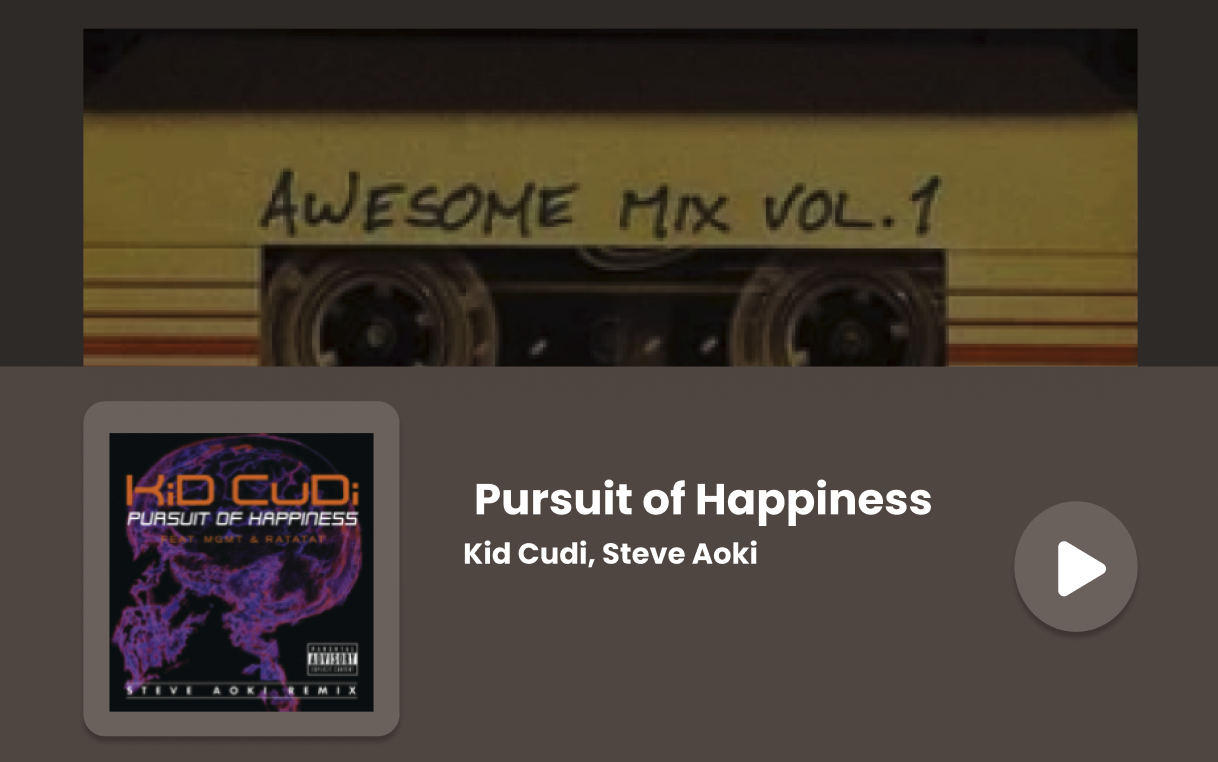 AWESOME MIX VOL.1
KiD CuDi
PURSUIT OF HAPPINESS
FEAT. MGMT & RATATAT
PARENTAL
ADVISORY
EXPLICIT CONTENT
STEVE AOKI REMIX
Pursuit of Happiness
Kid Cudi, Steve Aoki